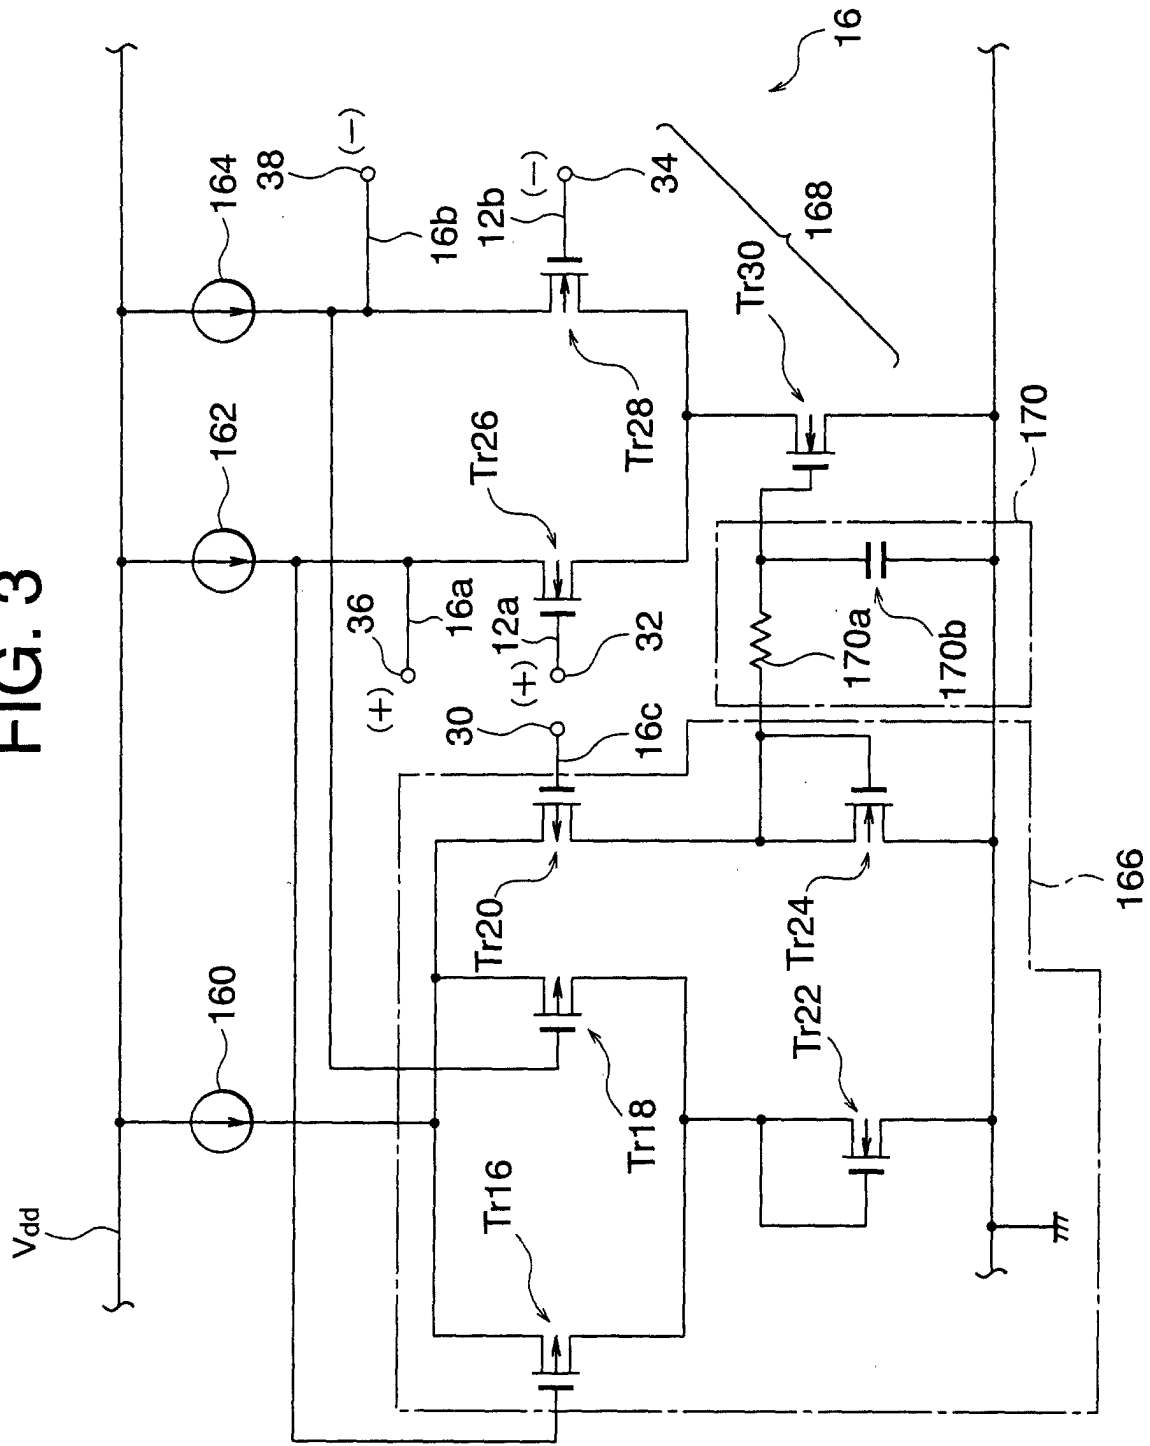 FIG. 3
Vdd
160
162
164
16
38
(−)
36
(+)
16a
16b
12a
12b
(+)
(−)
32
34
30
16c
Tr16
Tr18
Tr20
Tr22
Tr24
Tr26
Tr28
Tr30
168
170a
170b
170
166